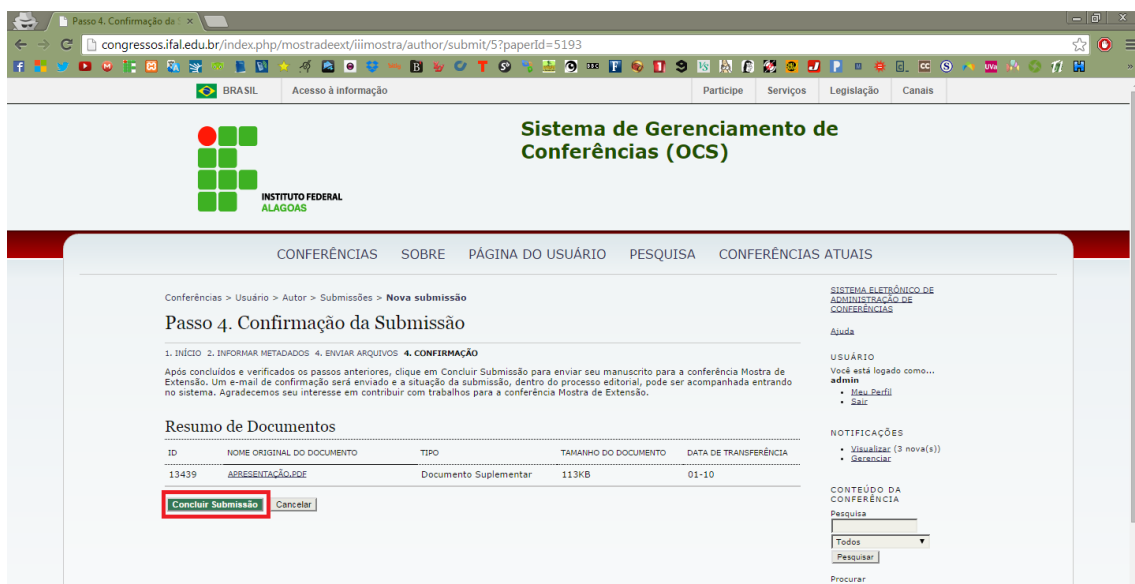 Passo 4. Confirmação da S
congressos.ifal.edu.br/index.php/mostradeext/iiimostra/author/submit/5?paperId=5193
BRASIL Acesso à informação Participe Serviços Legislação Canais
Sistema de Gerenciamento de
Conferências (OCS)
INSTITUTO FEDERAL
ALAGOAS
CONFERÊNCIAS SOBRE PÁGINA DO USUÁRIO PESQUISA CONFERÊNCIAS ATUAIS
Conferências > Usuário > Autor > Submissões > Nova submissão
Passo 4. Confirmação da Submissão
1. INÍCIO 2. INFORMAR METADADOS 4. ENVIAR ARQUIVOS 4. CONFIRMAÇÃO
Após concluídos e verificados os passos anteriores, clique em Concluir Submissão para enviar seu manuscrito para a conferência Mostra de
Extensão. Um e-mail de confirmação será enviado e a situação da submissão, dentro do processo editorial, pode ser acompanhada entrando
no sistema. Agradecemos seu interesse em contribuir com trabalhos para a conferência Mostra de Extensão.
Resumo de Documentos
ID NOME ORIGINAL DO DOCUMENTO TIPO TAMANHO DO DOCUMENTO DATA DE TRANSFERÊNCIA
13439 APRESENTAÇÃO.PDF Documento Suplementar 113KB 01-10
Concluir Submissão Cancelar
SISTEMA ELETRÔNICO DE
ADMINISTRAÇÃO DE
CONFERÊNCIAS
Ajuda
USUÁRIO
Você está logado como...
admin
Meu Perfil
Sair
NOTIFICAÇÕES
Visualizar (3 nova(s))
Gerenciar
CONTEÚDO DA
CONFERÊNCIA
Pesquisa
Todos
Pesquisar
Procurar